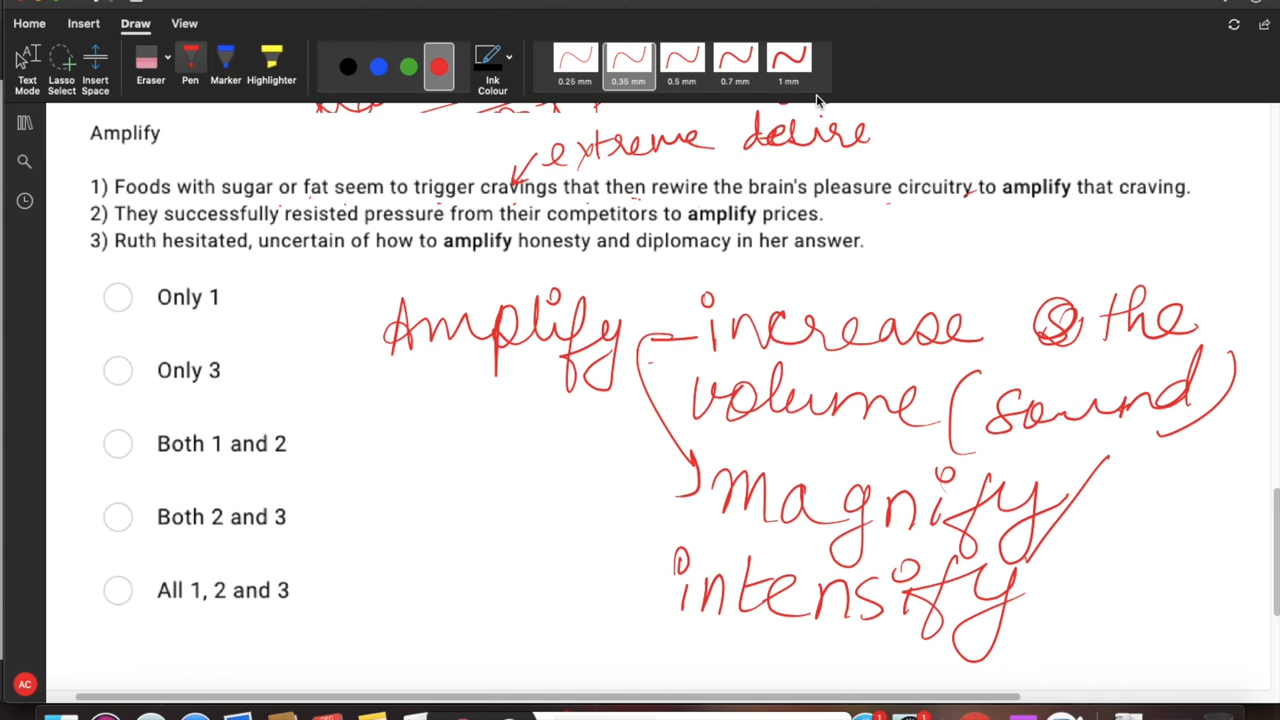 Home Insert Draw View
Text Mode
Lasso Select
Insert Space
Eraser
Pen
Marker
Highlighter
Ink Colour
0.25 mm
0.35 mm
0.5 mm
0.7 mm
1 mm
Amplify
extreme desire
1) Foods with sugar or fat seem to trigger cravings that then rewire the brain's pleasure circuitry to amplify that craving.
2) They successfully resisted pressure from their competitors to amplify prices.
3) Ruth hesitated, uncertain of how to amplify honesty and diplomacy in her answer.
Only 1
Only 3
Both 1 and 2
Both 2 and 3
All 1, 2 and 3
Amplify - increase the
volume (sound)
magnify/
intensify
AC